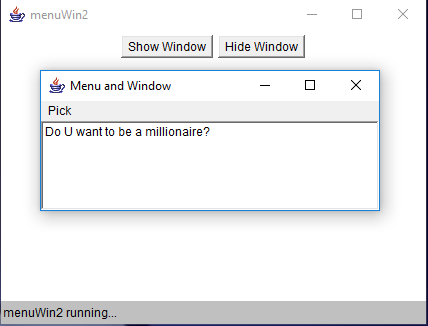 menuWin2
Show Window Hide Window
Menu and Window
Pick
Do U want to be a millionaire?
menuWin2 running...